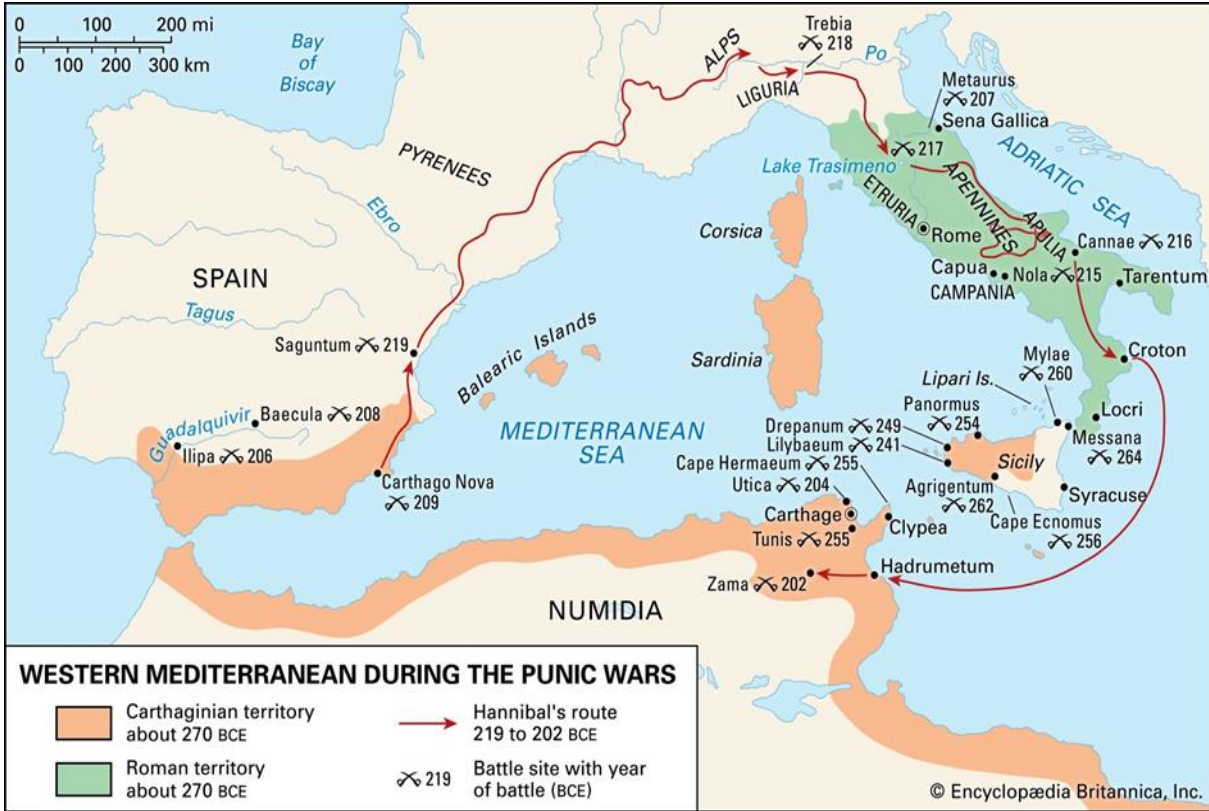 0 100 200 mi
0 100 200 300 km
Bay
of
Biscay
ALPS
Trebia
218
Po
LIGURIA
Metaurus
207
Sena Gallica
217
Lake Trasimeno
ADRIATIC SEA
PYRENEES
Ebro
ETRURIA
APENNINES
APULIA
Corsica
Rome
Cannae 216
SPAIN
Capua
Nola 215
CAMPANIA
Tarentum
Tagus
Saguntum 219
Balearic Islands
Sardinia
Croton
Mylae
260
Lipari Is.
Guadalquivir
Baecula 208
Ilipa 206
Carthago Nova
209
MEDITERRANEAN
SEA
Panormus
254
Locri
Drepanum 249
Lilybaeum 241
Messana
264
Sicily
Cape Hermaeum 255
Utica 204
Agrigentum
262
Syracuse
Carthage
Clypea
Cape Ecnomus
256
Tunis 255
Hadrumetum
Zama 202
NUMIDIA
WESTERN MEDITERRANEAN DURING THE PUNIC WARS
Carthaginian territory
about 270 BCE
Hannibal's route
219 to 202 BCE
Roman territory
about 270 BCE
219 Battle site with year
of battle (BCE)
© Encyclopædia Britannica, Inc.